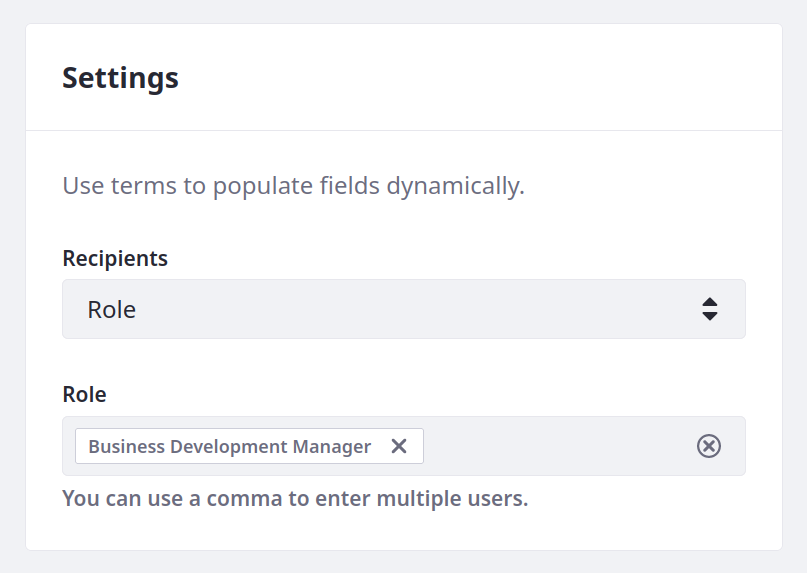 Settings
Use terms to populate fields dynamically.
Recipients
Role
Role
Business Development Manager
You can use a comma to enter multiple users.